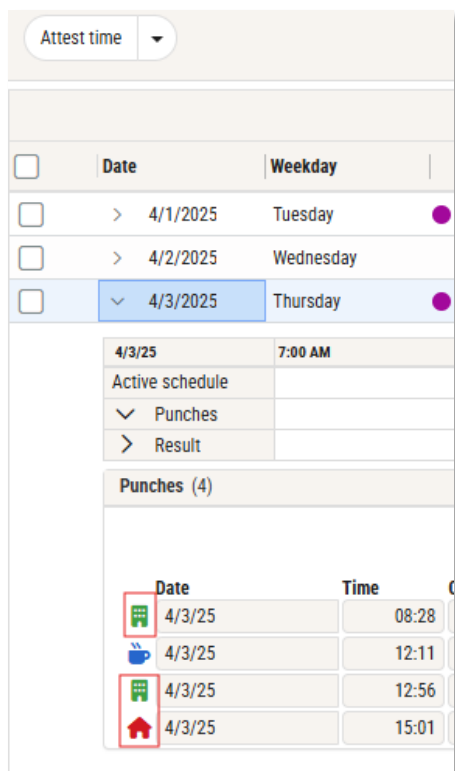 Attest time
Date Weekday
4/1/2025 Tuesday
4/2/2025 Wednesday
4/3/2025 Thursday
4/3/25 7:00 AM
Active schedule
Punches
Result
Punches (4)
Date Time
4/3/25 08:28
4/3/25 12:11
4/3/25 12:56
4/3/25 15:01